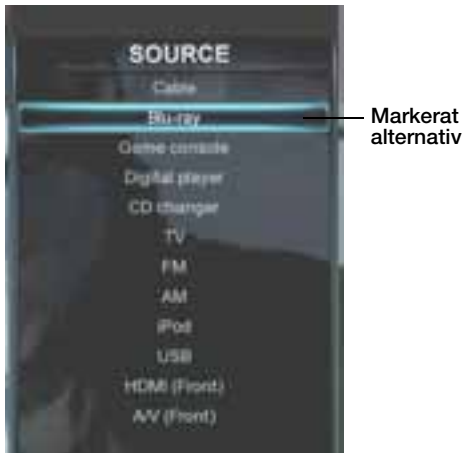 SOURCE
Cable
Blu-ray
Game console
Digital player
CD changer
TV
FM
AM
iPod
USB
HDMI (Front)
A/V (Front)
Markerat
alternativ